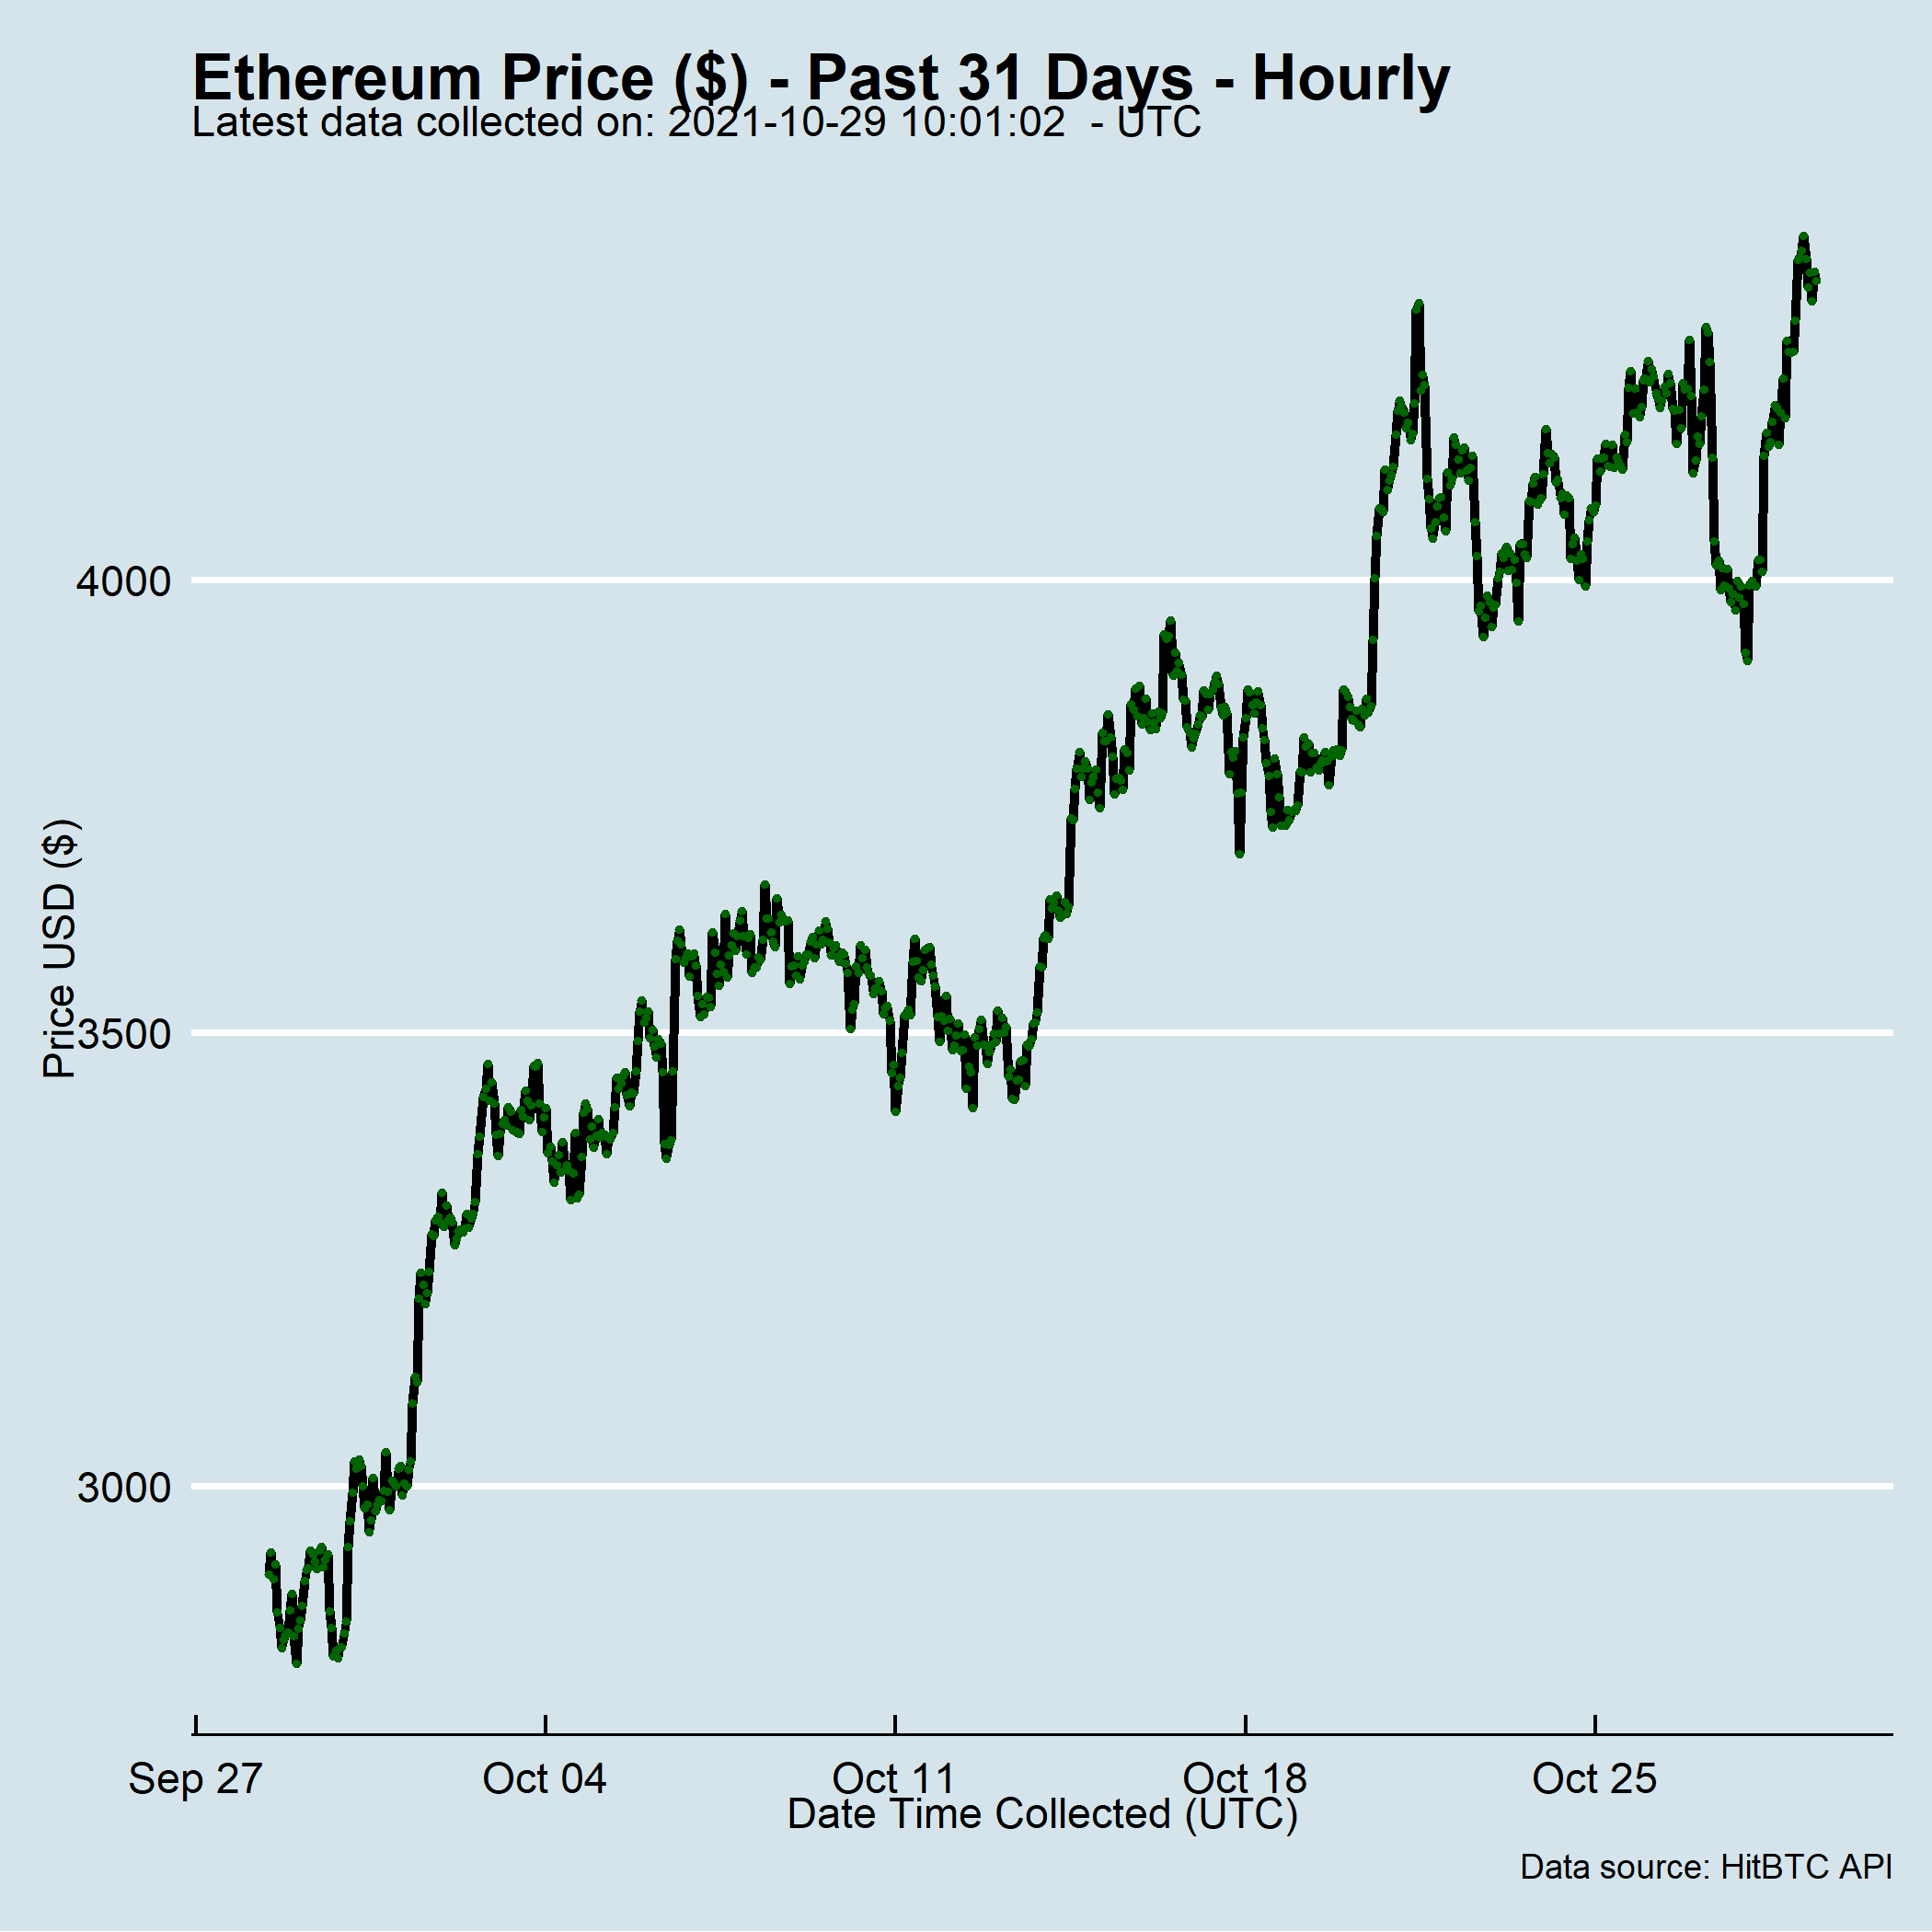 Ethereum Price ($) - Past 31 Days - Hourly
Latest data collected on: 2021-10-29 10:01:02  - UTC
Price USD ($)
4000
3500
3000
Sep 27
Oct 04
Oct 11
Oct 18
Oct 25
Date Time Collected (UTC)
Data source: HitBTC API